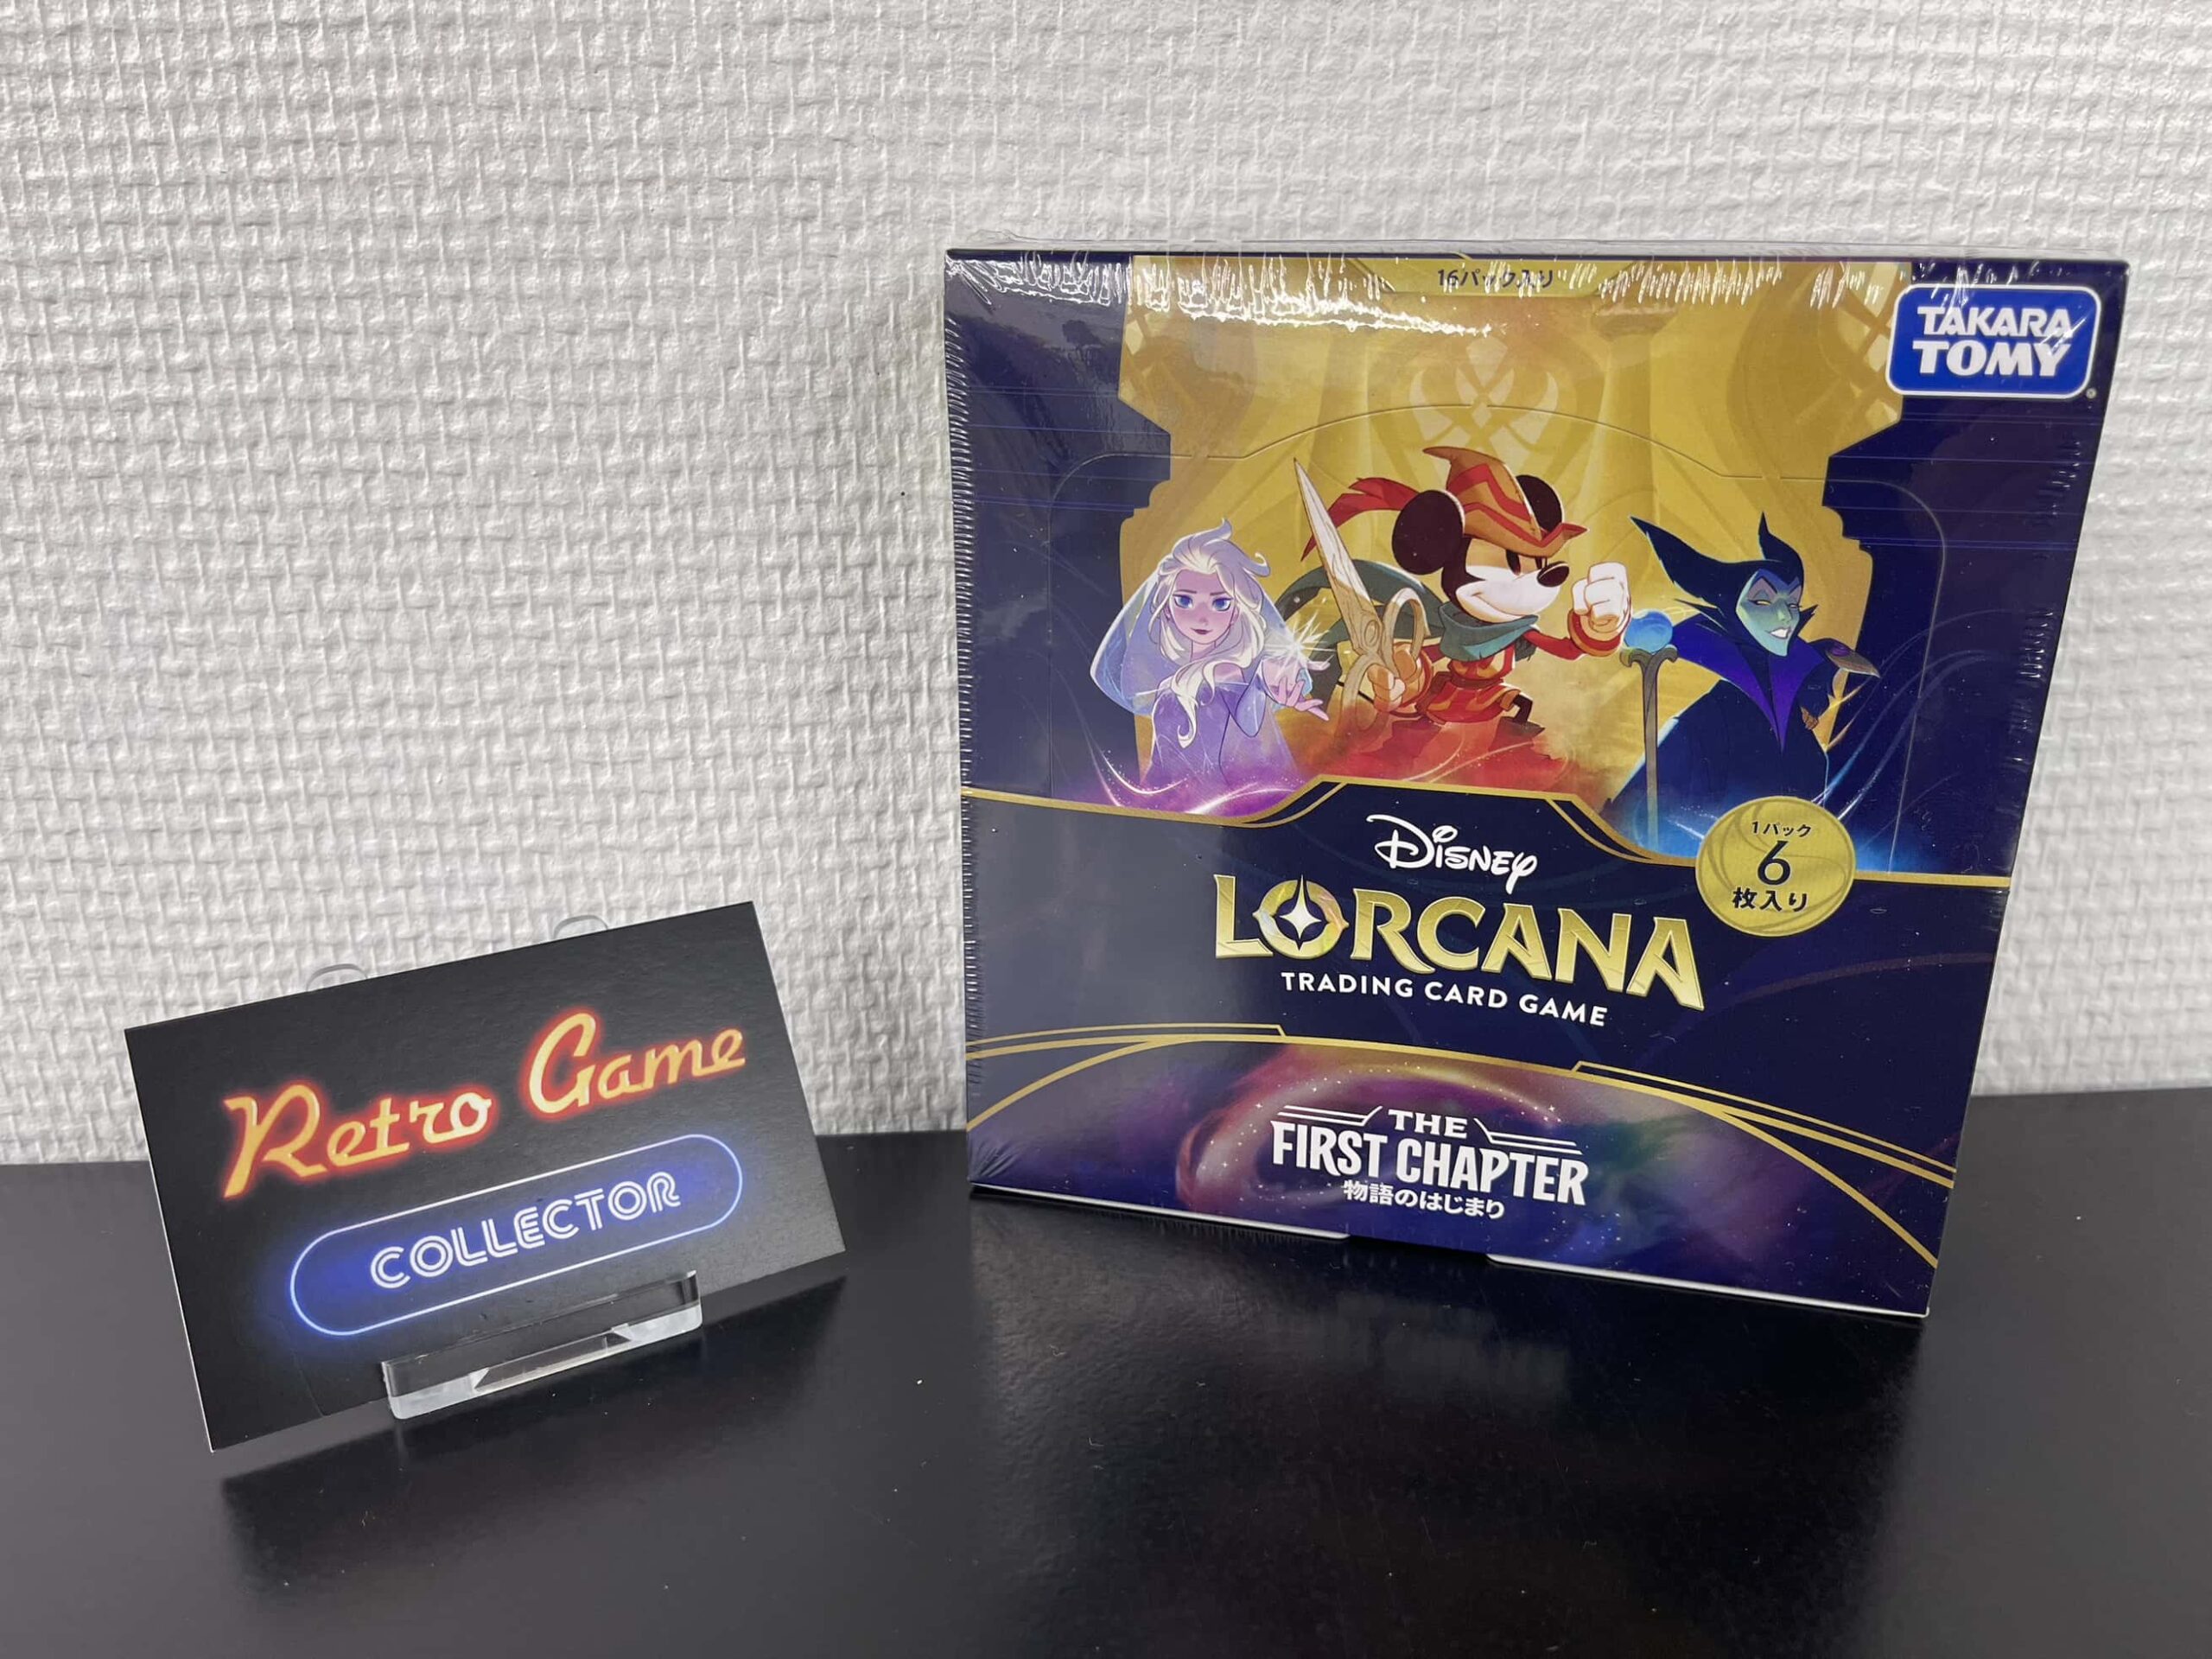 Retro Game
COLLECTOR
16パック入り
TAKARA
TOMY
1パック
6
枚入り
Disney
LORCANA
TRADING CARD GAME
THE
FIRST CHAPTER
物語のはじまり